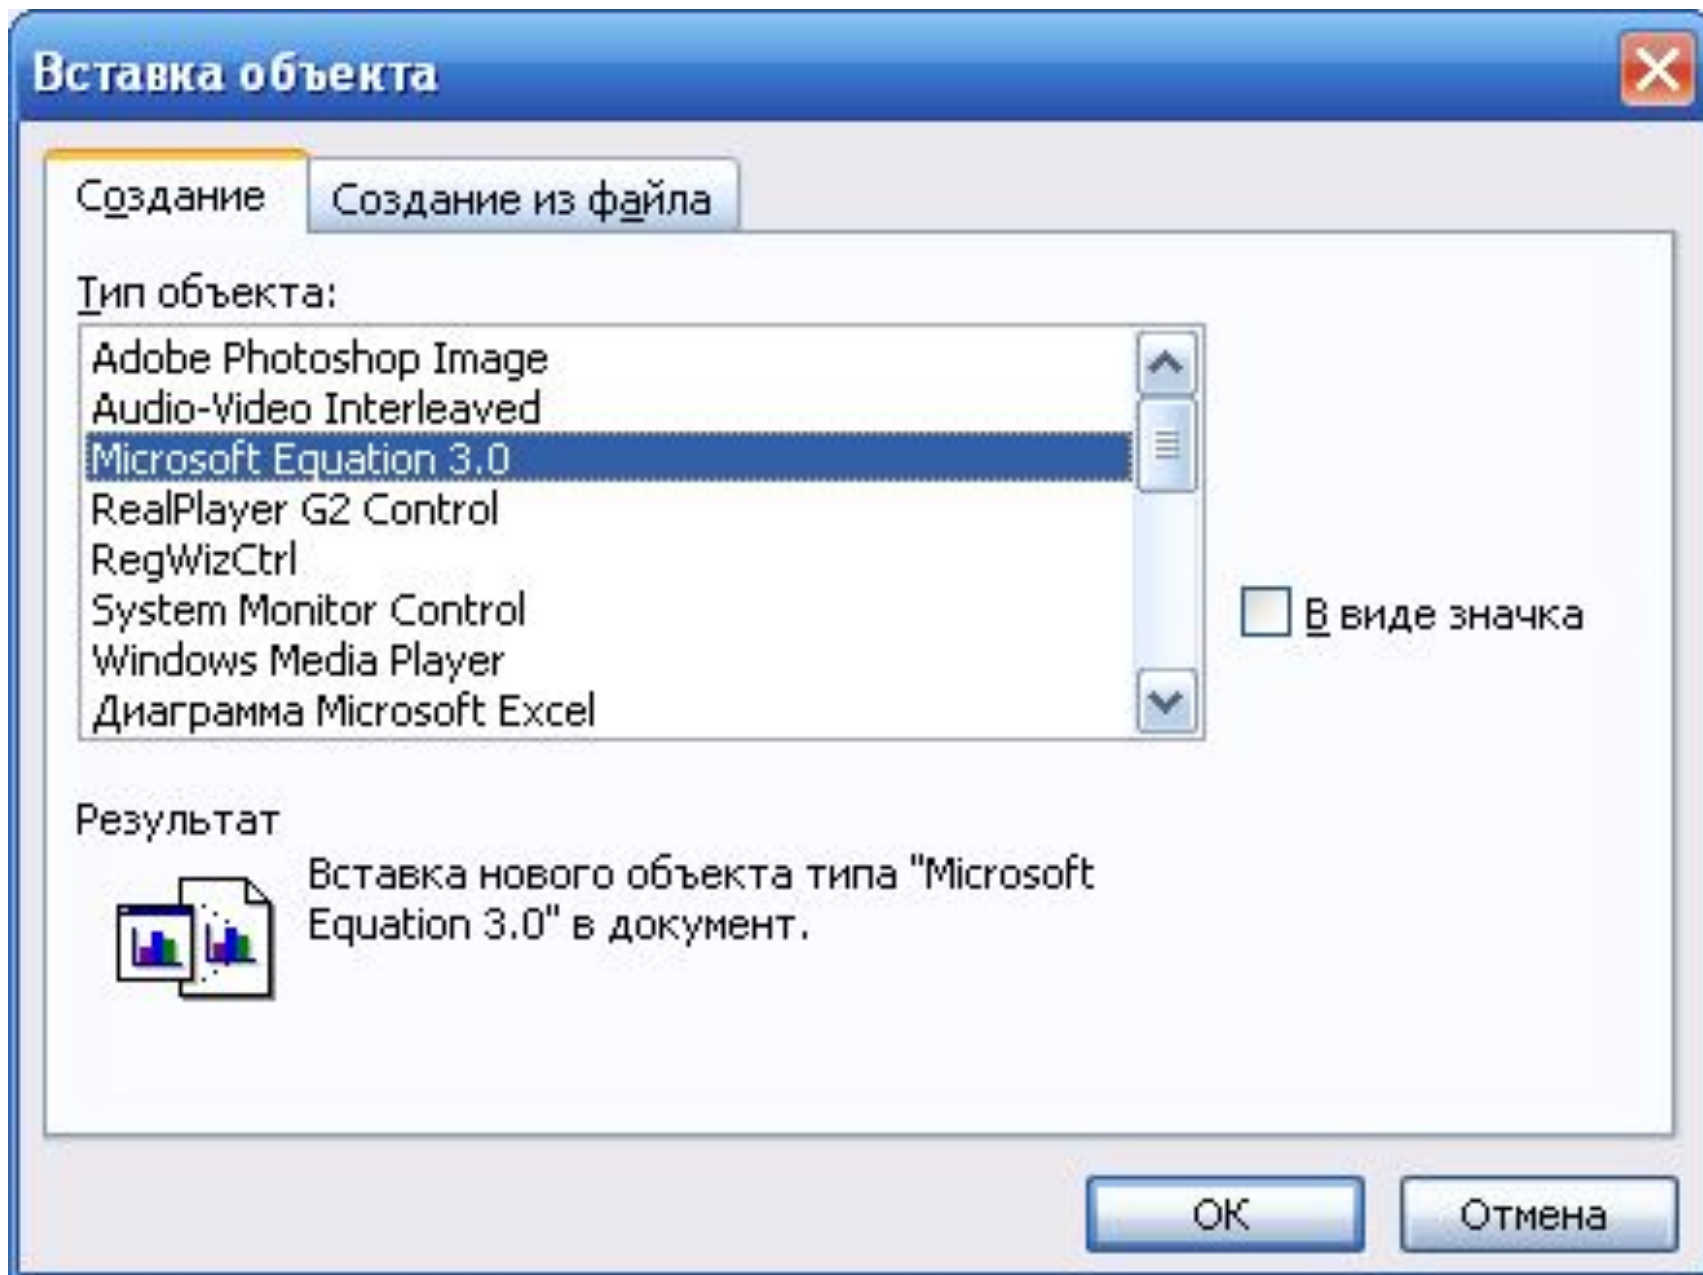 Вставка объекта
Создание
Создание из файла
Тип объекта:
Adobe Photoshop Image
Audio-Video Interleaved
Microsoft Equation 3.0
RealPlayer G2 Control
RegWizCtrl
System Monitor Control
Windows Media Player
Диаграмма Microsoft Excel
В виде значка
Результат
Вставка нового объекта типа "Microsoft
Equation 3.0" в документ.
ОК
Отмена